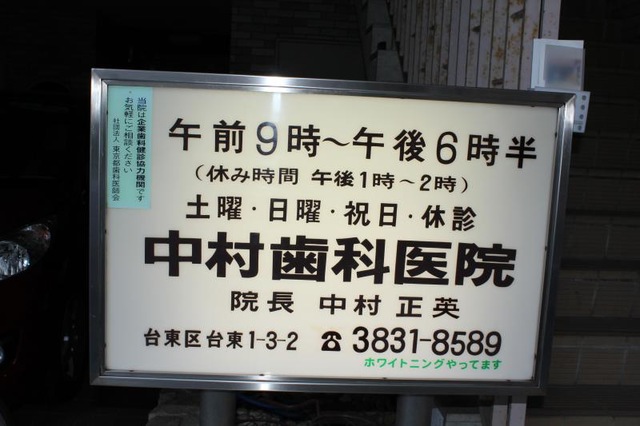 当院は企業歯科健診協力機関です
お気軽にご相談ください
社団法人 東京都歯科医師会
午前9時～午後6時半
(休み時間 午後1時～2時)
土曜・日曜・祝日・休診
中村歯科医院
院長 中村 正英
台東区台東1-3-2 ☎3831-8589
ホワイトニングやってます